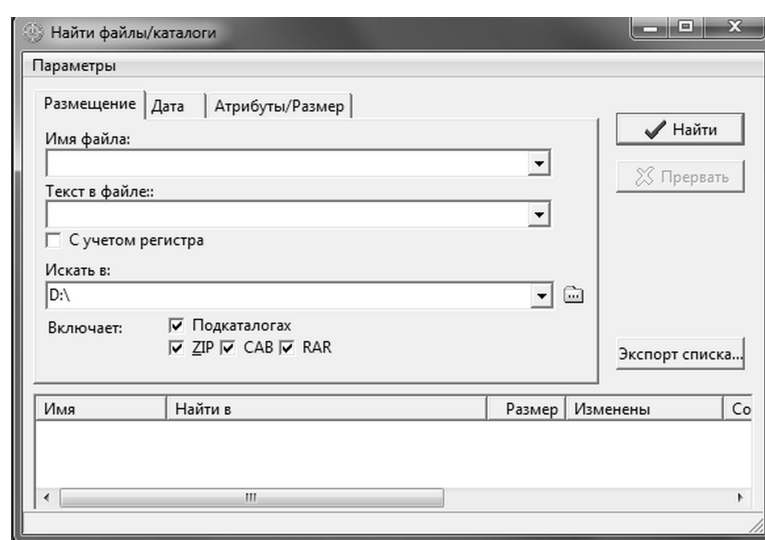 Найти файлы/каталоги
Параметры
Размещение Дата Атрибуты/Размер
Имя файла:
Найти
Прервать
Текст в файле::
С учетом регистра
Искать в:
D:\
Включает: Подкаталогах
ZIP CAB RAR
Экспорт списка...
Имя Найти в Размер Изменены Со